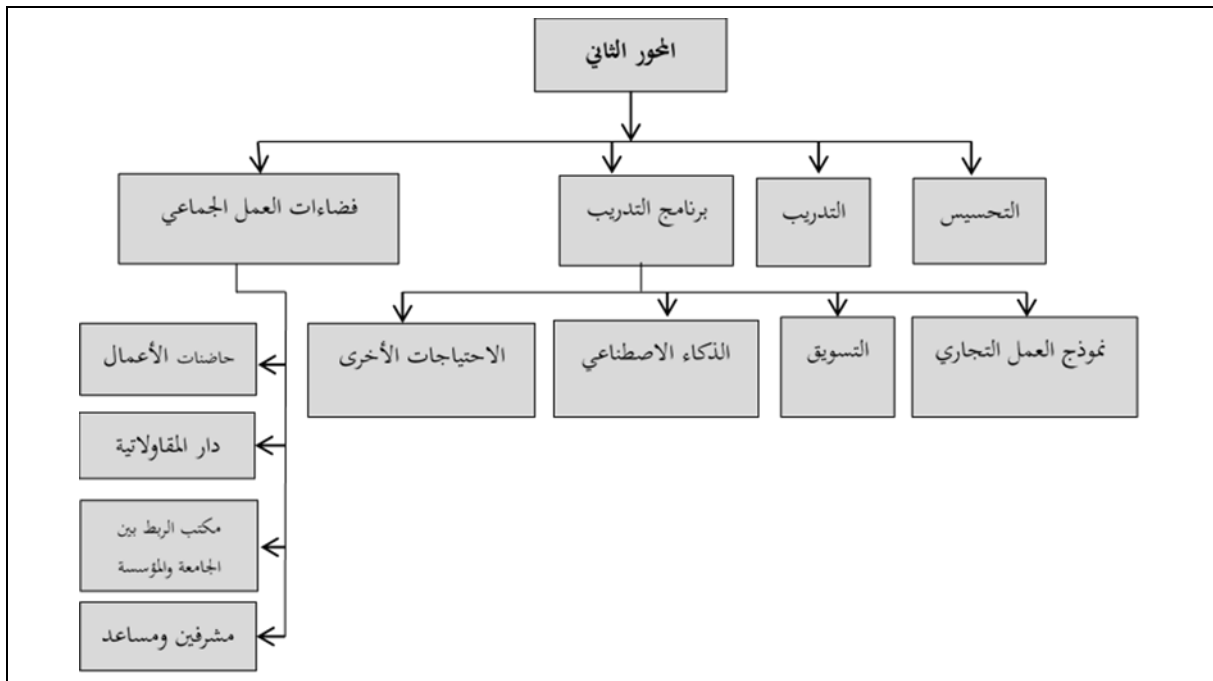 المحور الثاني
التحسيس
التدريب
برنامج التدريب
فضاءات العمل الجماعي
نموذج العمل التجاري
التسويق
الذكاء الاصطناعي
الاحتياجات الأخرى
حاضنات الأعمال
دار المقاولاتية
مكتب الربط بين
الجامعة والمؤسسة
مشرفين ومساعد